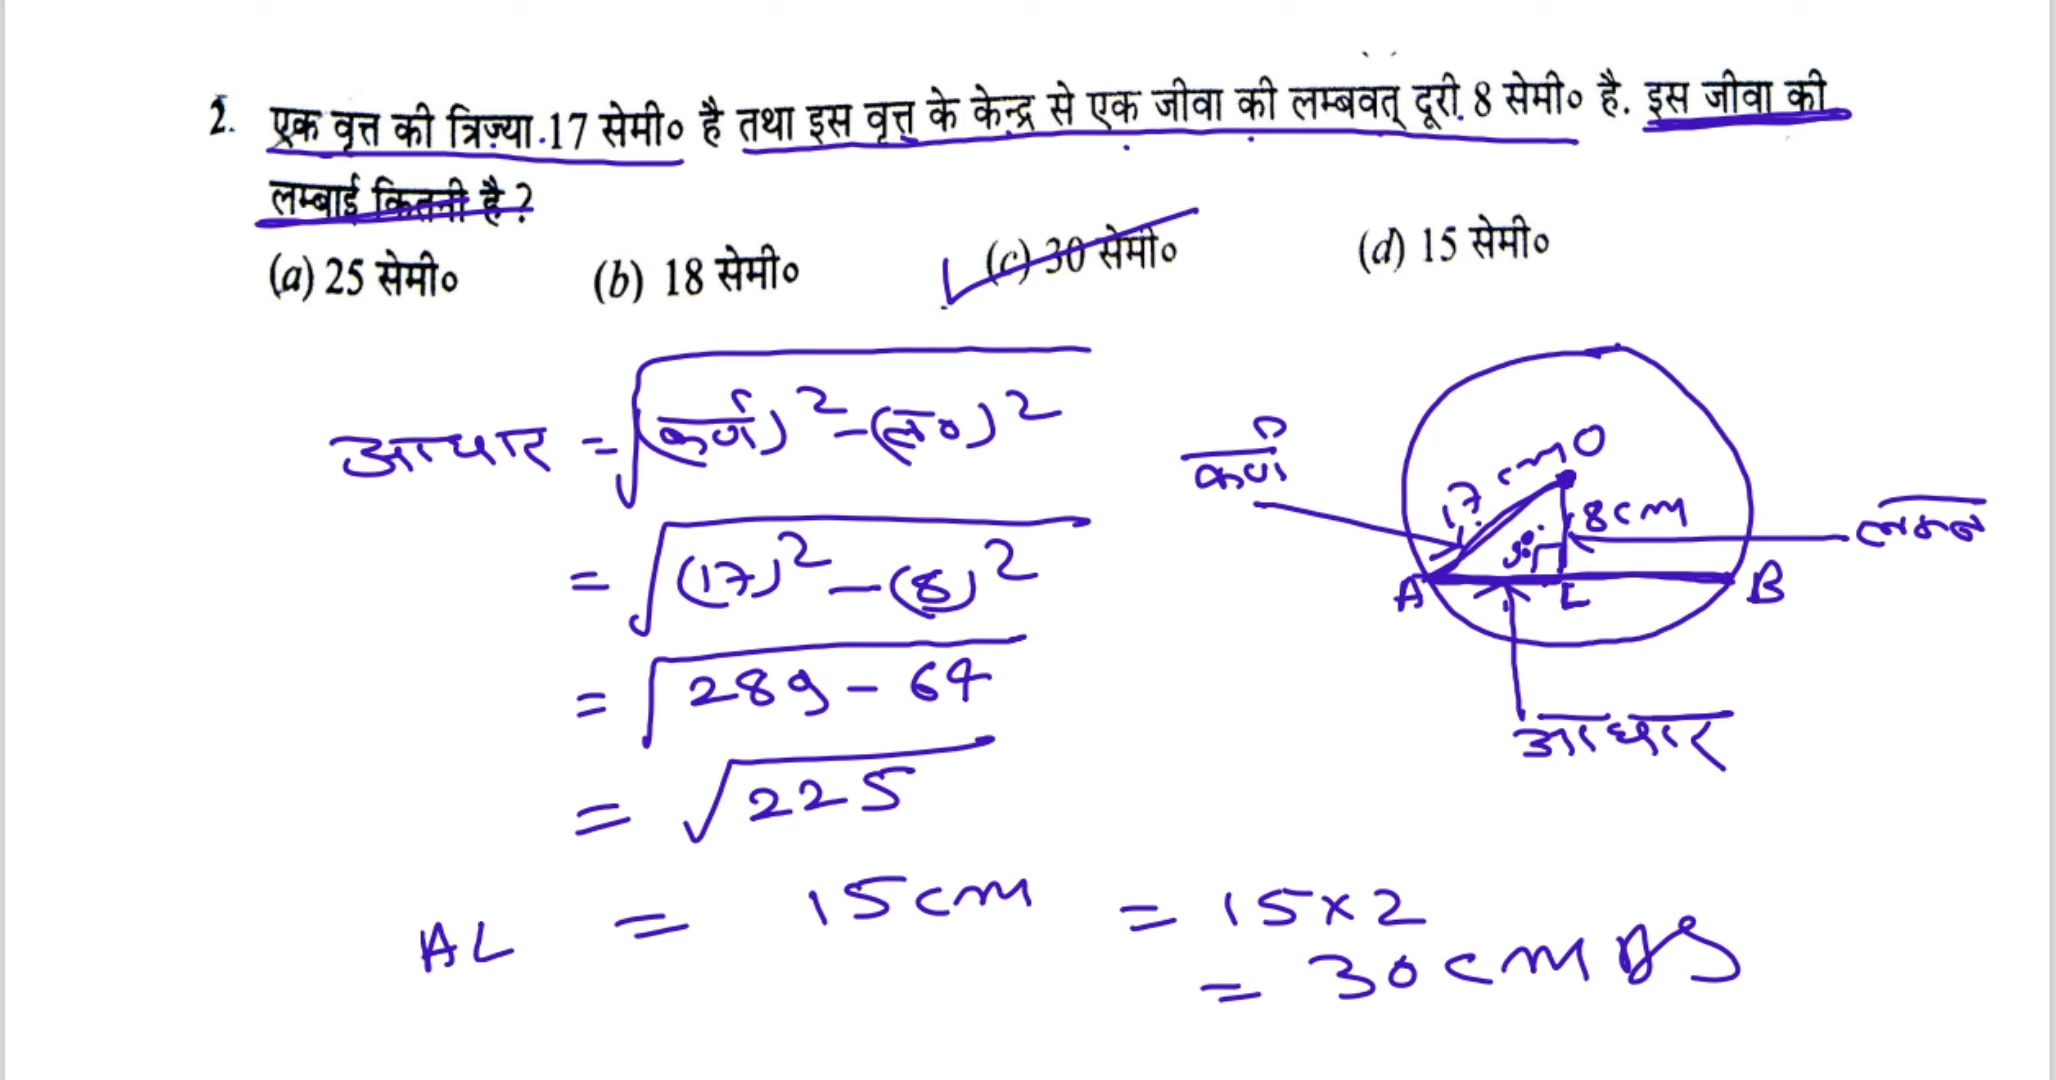 2. एक वृत्त की त्रिज्या 17 सेमी० है तथा इस वृत्त के केन्द्र से एक जीवा की लम्बवत् दूरी 8 सेमी० है. इस जीवा की
लम्बाई कितनी है ?
(a) 25 सेमी० (b) 18 सेमी० (c) 30 सेमी० (d) 15 सेमी०
आधार = √(कर्ण)² - (ल०)²
= √(17)² - (8)²
= √289 - 64
= √225
AL = 15cm = 15×2
= 30cm Ans
कर्ण
17 cm O
8cm
90°
लम्ब
A L B
आधार